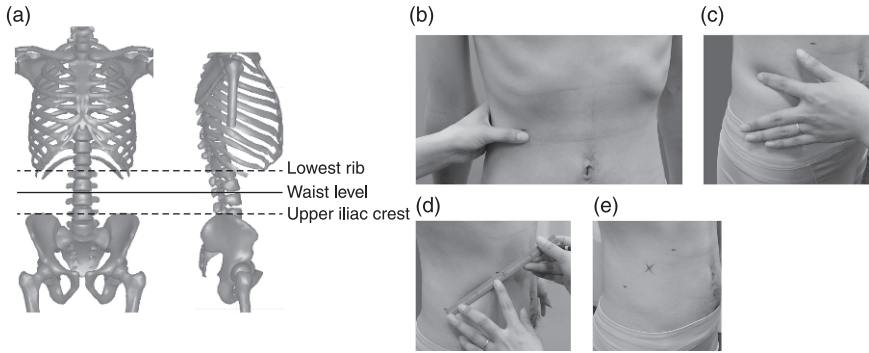 (a)
Lowest rib
Waist level
Upper iliac crest
(b)
(c)
(d)
(e)